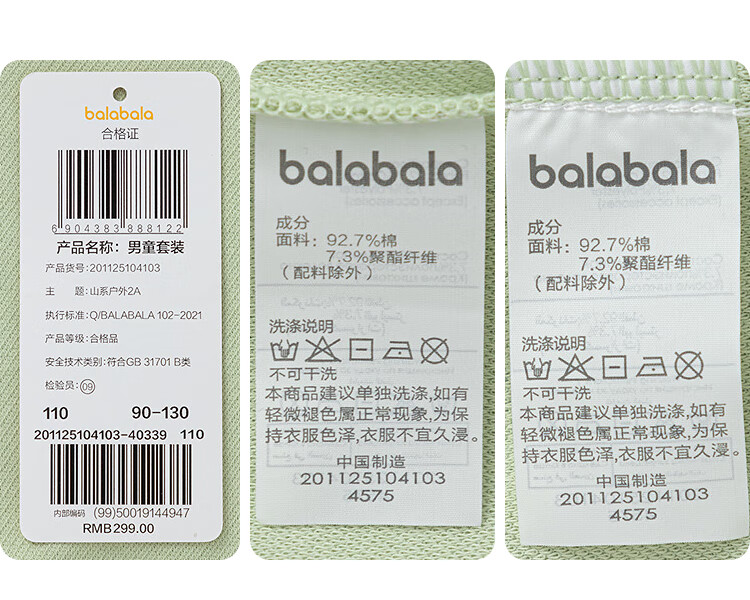 balabala
合格证
6904383888122
产品名称：男童套装
产品货号：201125104103
主 题：山系户外2A
执行标准：Q/BALABALA 102-2021
产品等级：合格品
安全技术类别：符合GB 31701 B类
检验员：09
110 90-130
201125104103-40339 110
内部编码 (99)50019144947
RMB299.00
balabala
成分
面料：92.7%棉
7.3%聚酯纤维
（配料除外）
洗涤说明
不可干洗
本商品建议单独洗涤,如有
轻微褪色属正常现象,为保
持衣服色泽,衣服不宜久浸。
中国制造
201125104103
4575
balabala
成分
面料：92.7%棉
7.3%聚酯纤维
（配料除外）
洗涤说明
不可干洗
本商品建议单独洗涤,如有
轻微褪色属正常现象,为保
持衣服色泽,衣服不宜久浸。
中国制造
201125104103
4575